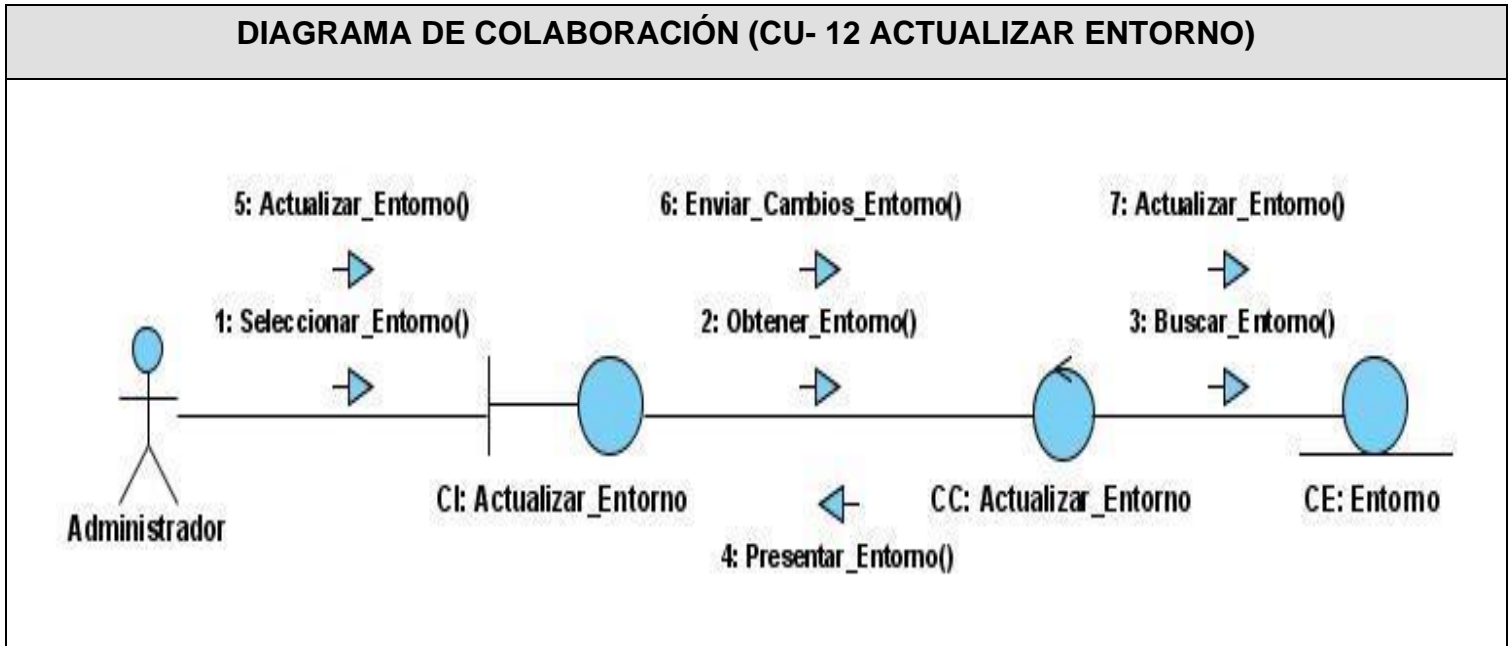 DIAGRAMA DE COLABORACIÓN (CU- 12 ACTUALIZAR ENTORNO)
5: Actualizar_Entorno()
6: Enviar_Cambios_Entorno()
7: Actualizar_Entorno()
1: Seleccionar_Entorno()
2: Obtener_Entorno()
3: Buscar_Entorno()
CI: Actualizar_Entorno
CC: Actualizar_Entorno
CE: Entorno
Administrador
4: Presentar_Entorno()